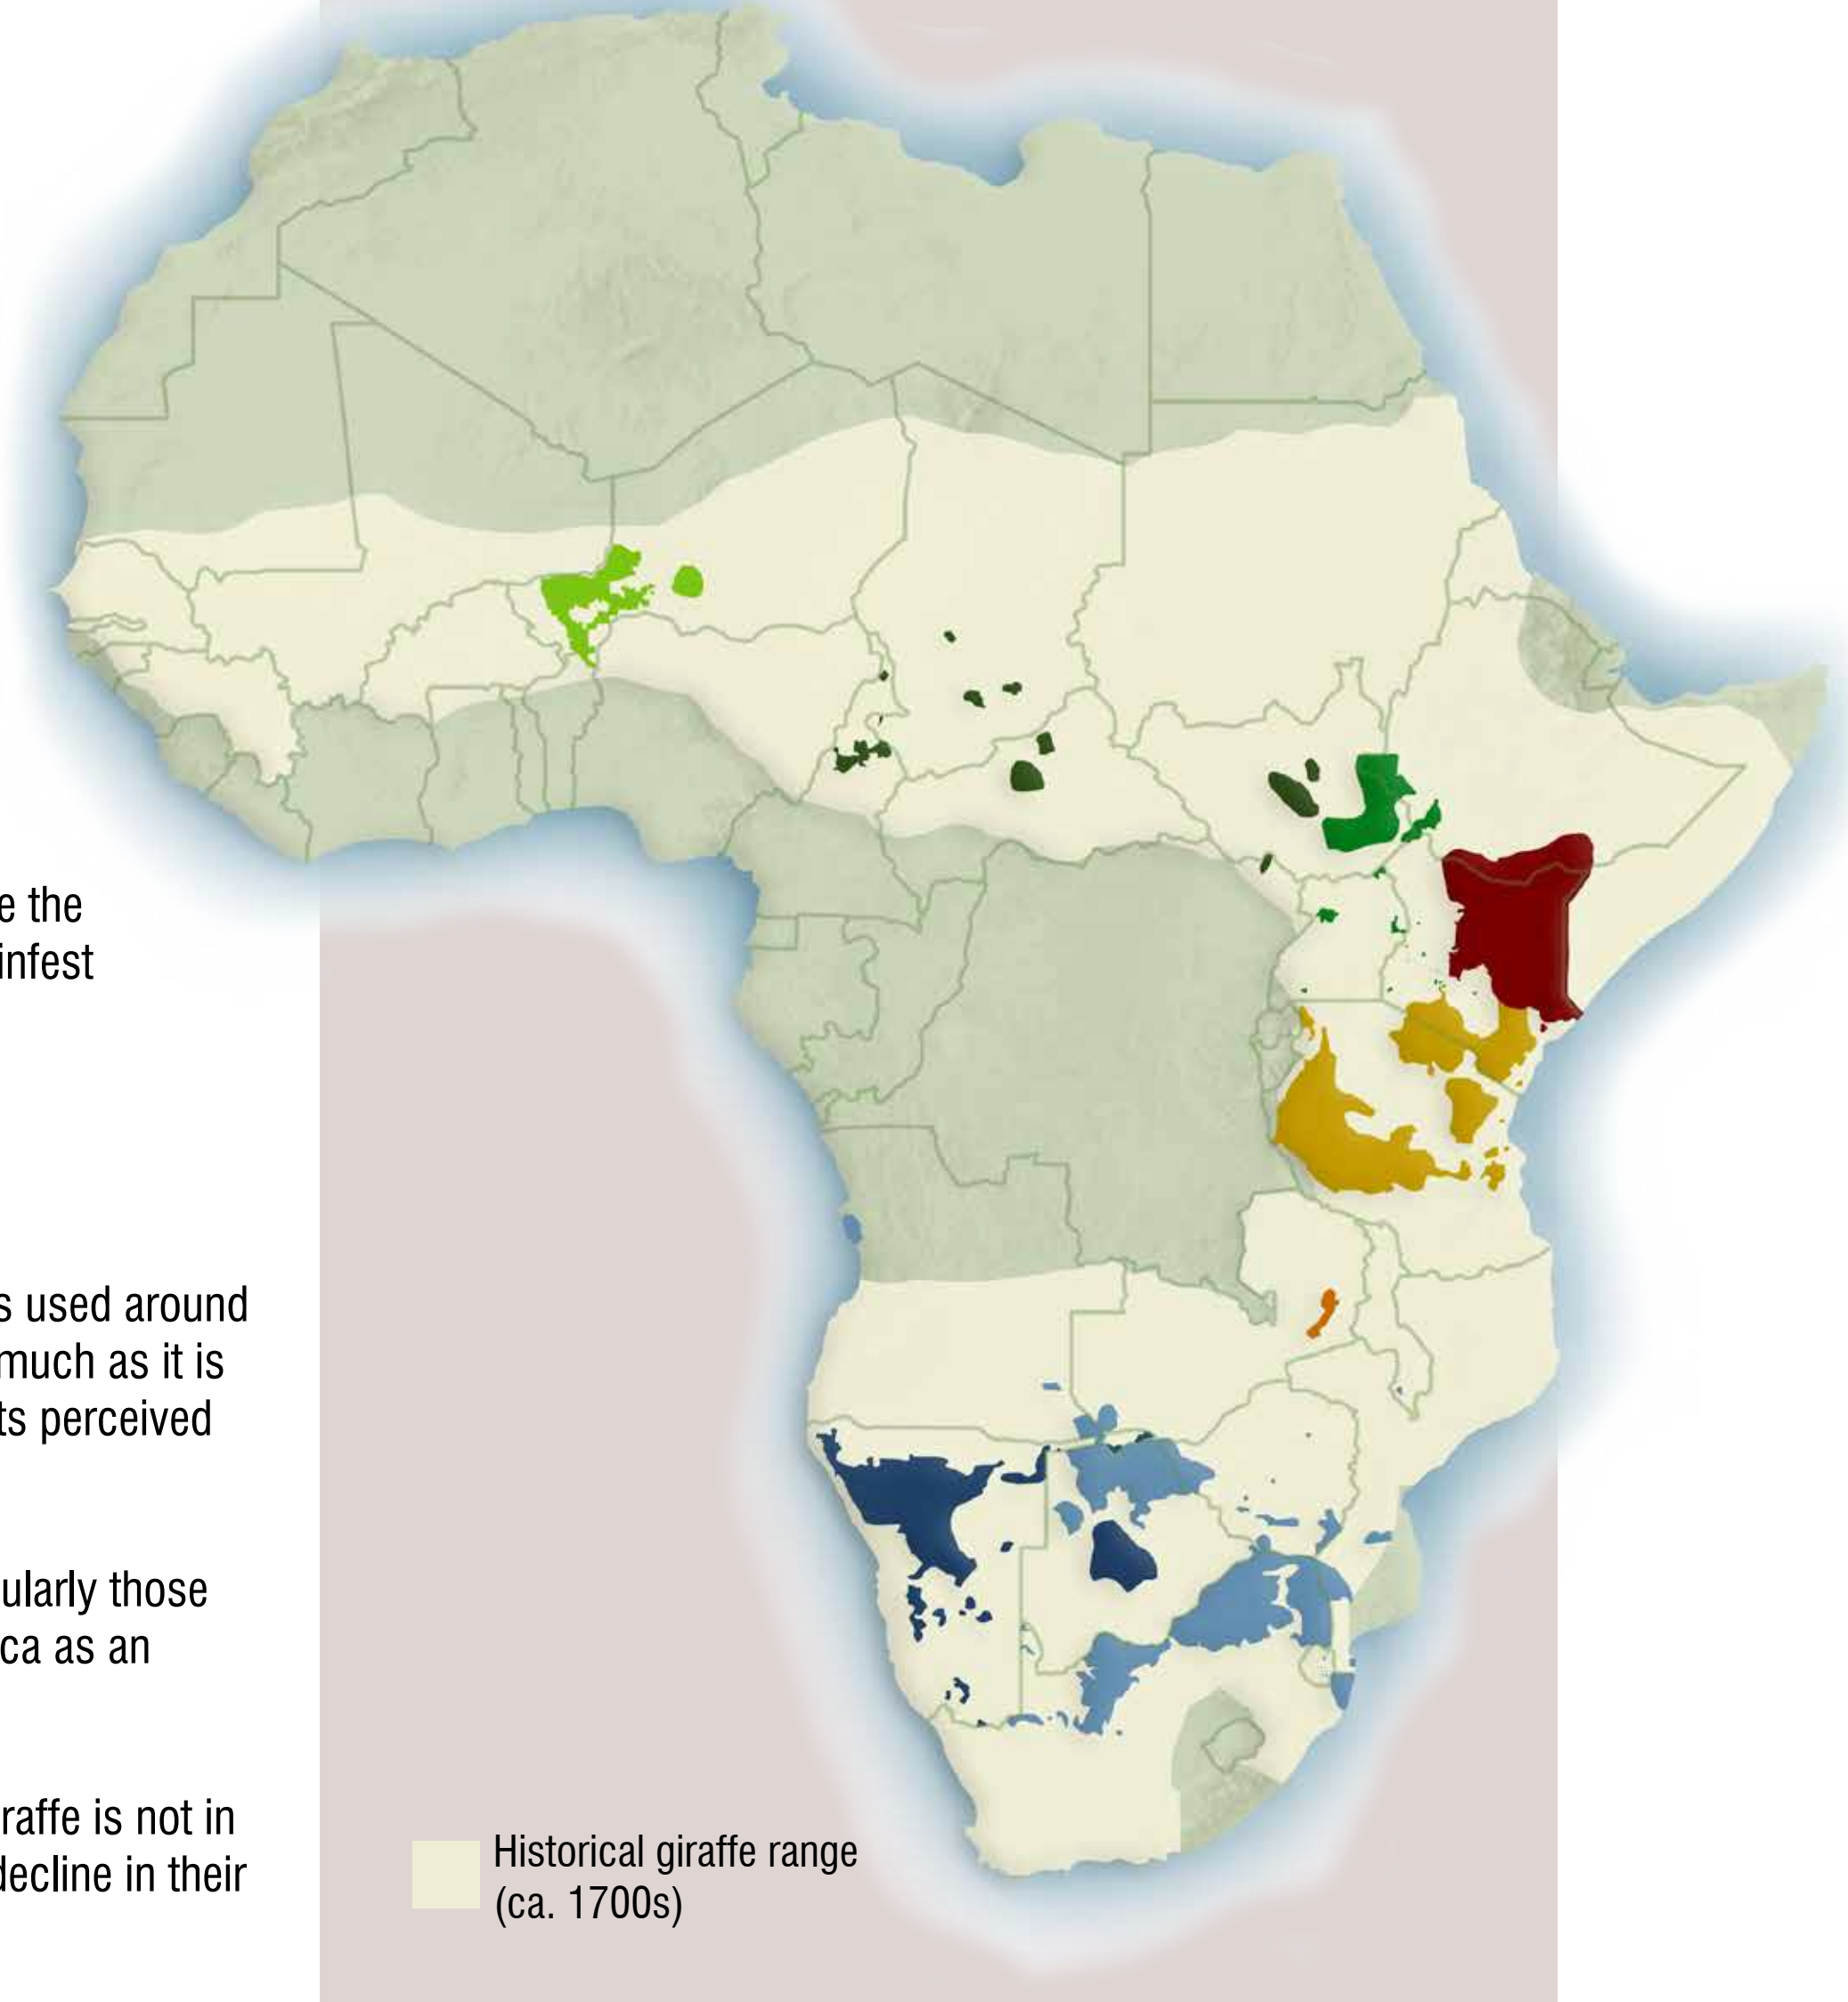 e the
infest
s used around
much as it is
ts perceived
ularly those
ca as an
raffe is not in
decline in their
Historical giraffe range
(ca. 1700s)